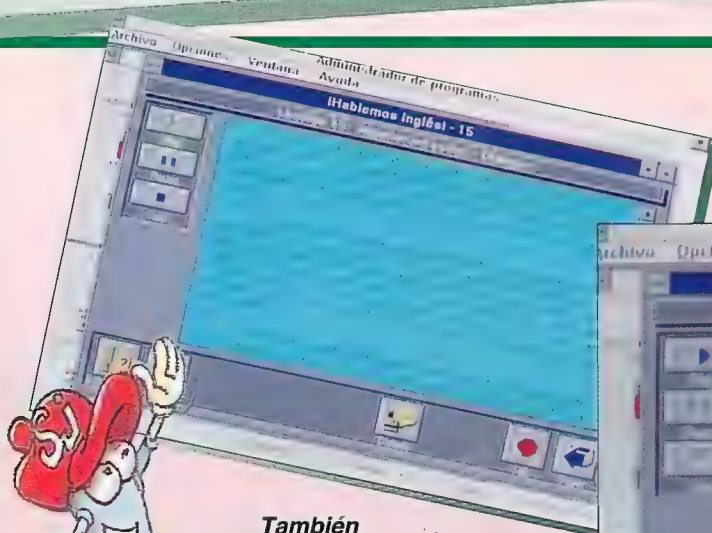 Administrador de programas
Archivo Opciones Ventana Ayuda
¡Hablemos Inglés! - 15
Archivo
También